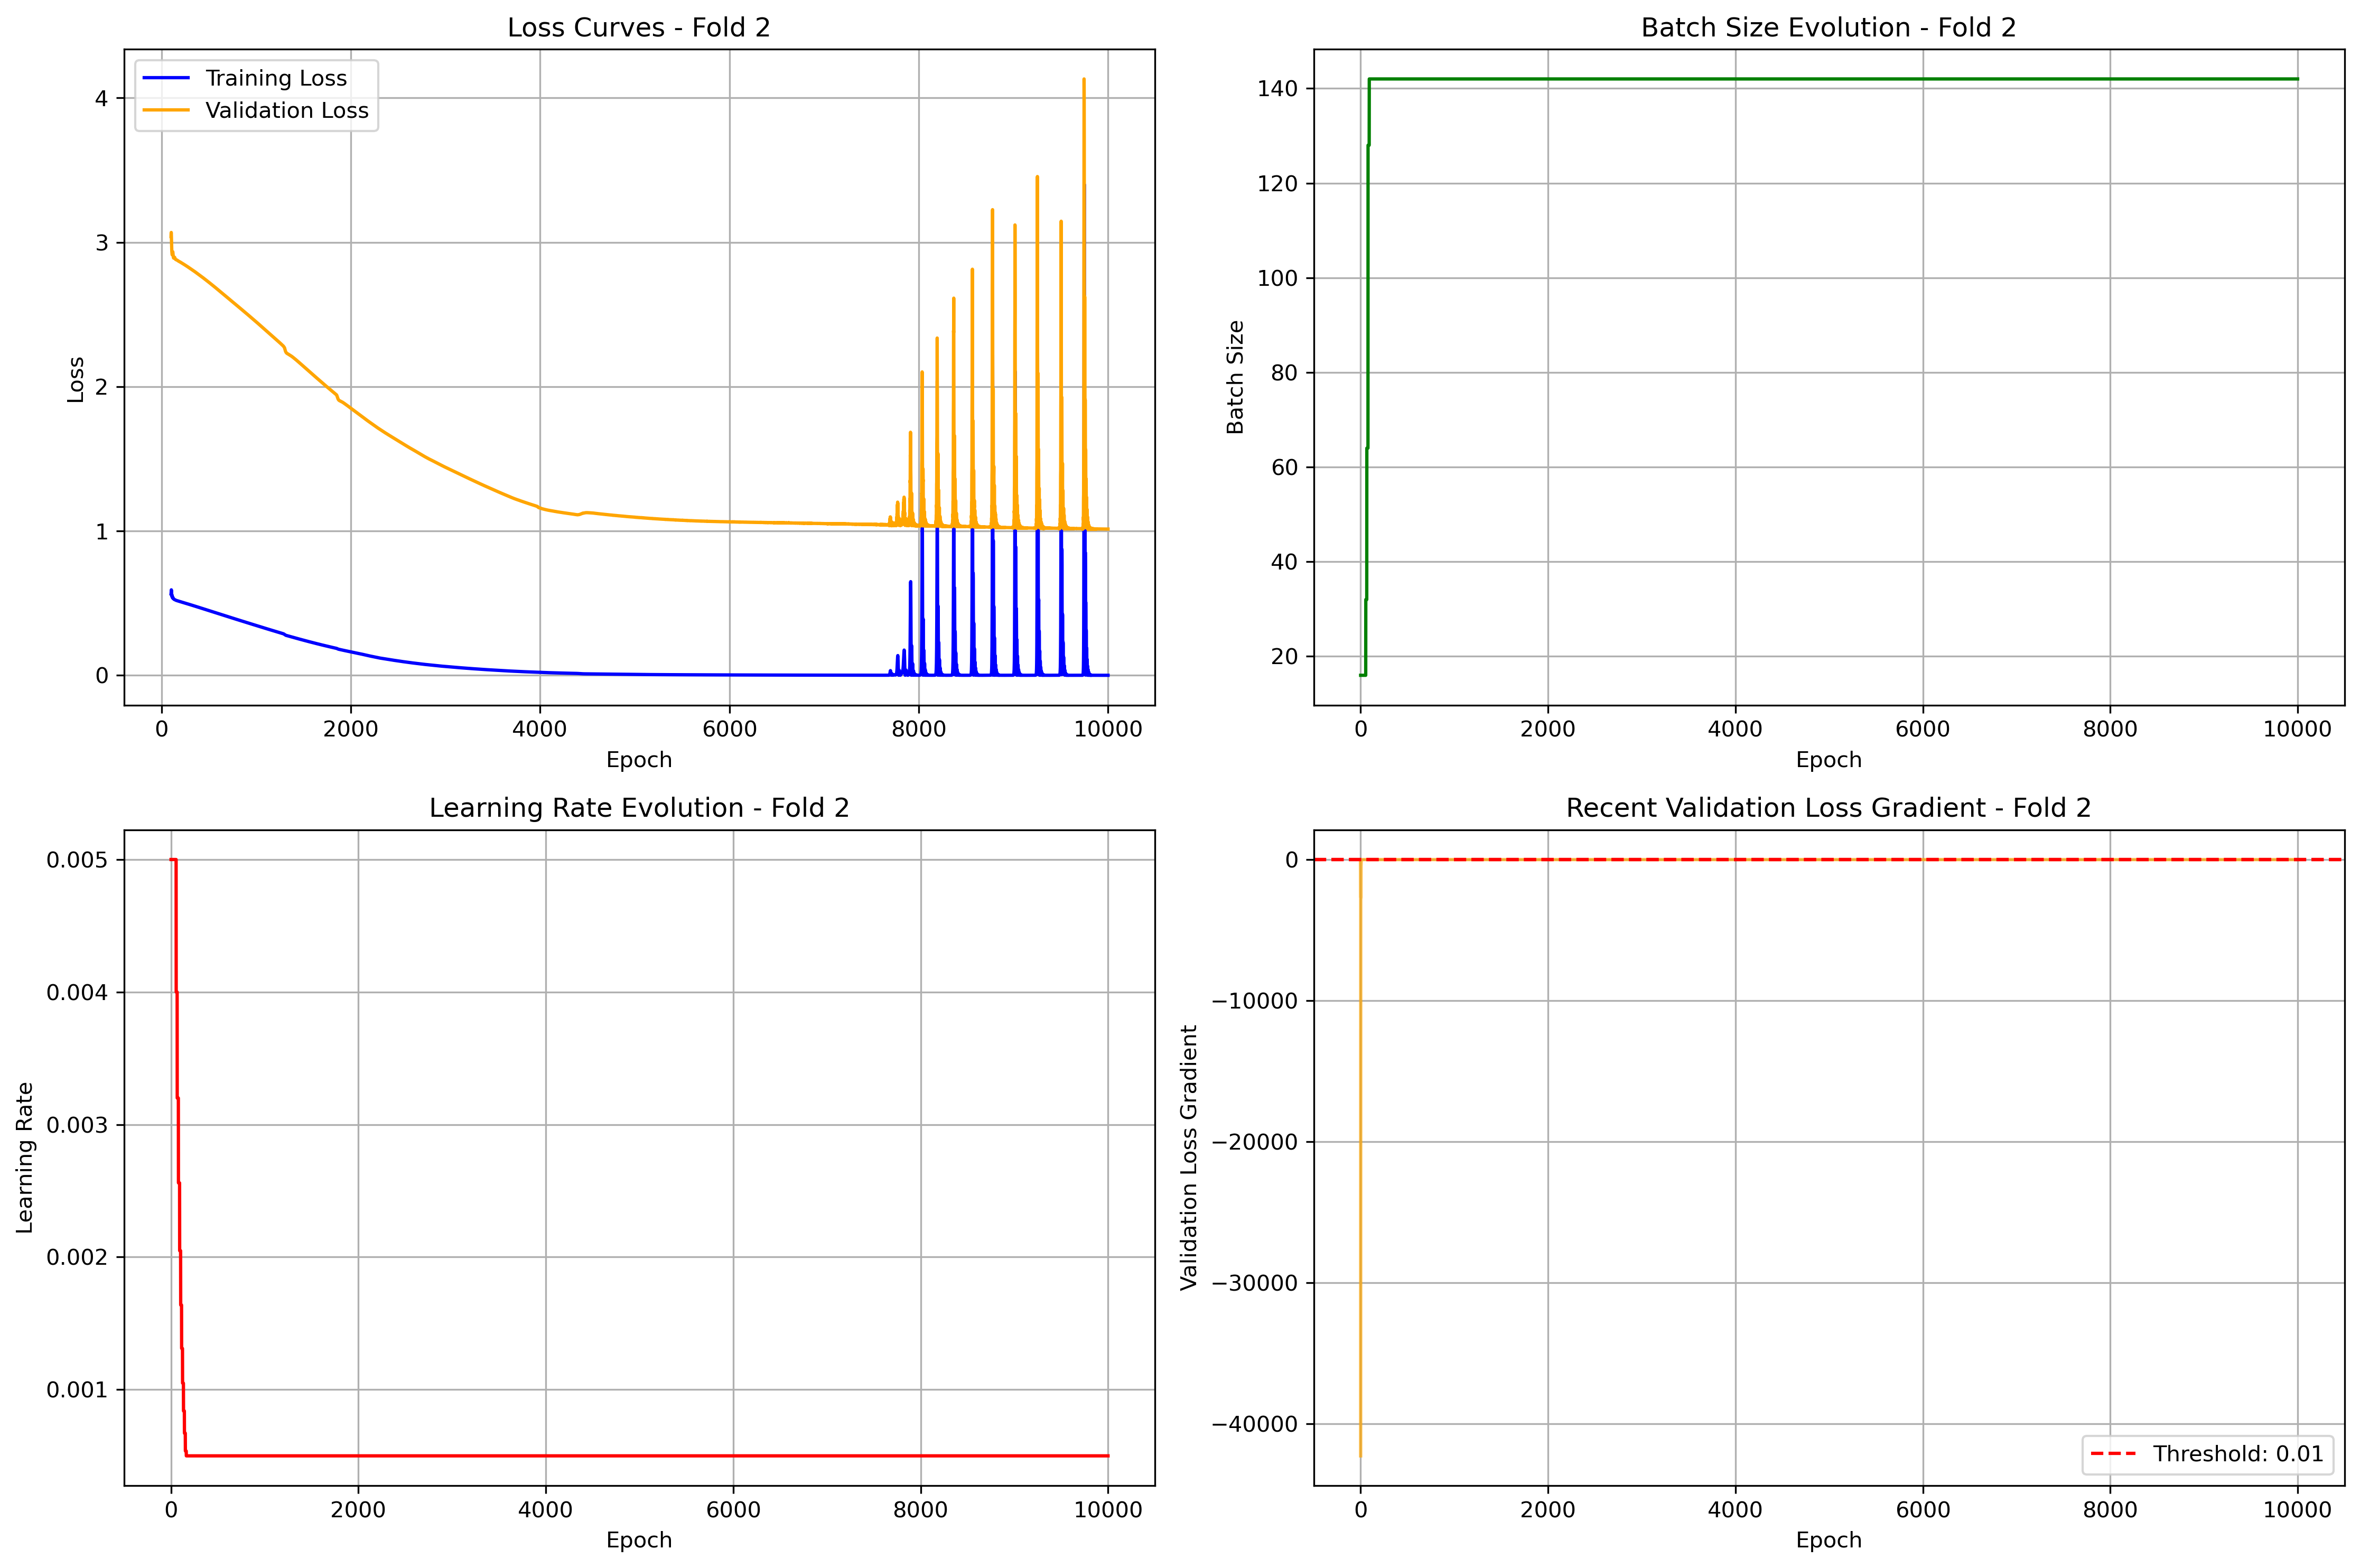 Loss Curves - Fold 2
Training Loss
Validation Loss
4
3
2
1
0
Loss
0 2000 4000 6000 8000 10000
Epoch
Batch Size Evolution - Fold 2
140
120
100
80
60
40
20
Batch Size
0 2000 4000 6000 8000 10000
Epoch
Learning Rate Evolution - Fold 2
0.005
0.004
0.003
0.002
0.001
Learning Rate
0 2000 4000 6000 8000 10000
Epoch
Recent Validation Loss Gradient - Fold 2
0
−10000
−20000
−30000
−40000
Validation Loss Gradient
Threshold: 0.01
0 2000 4000 6000 8000 10000
Epoch